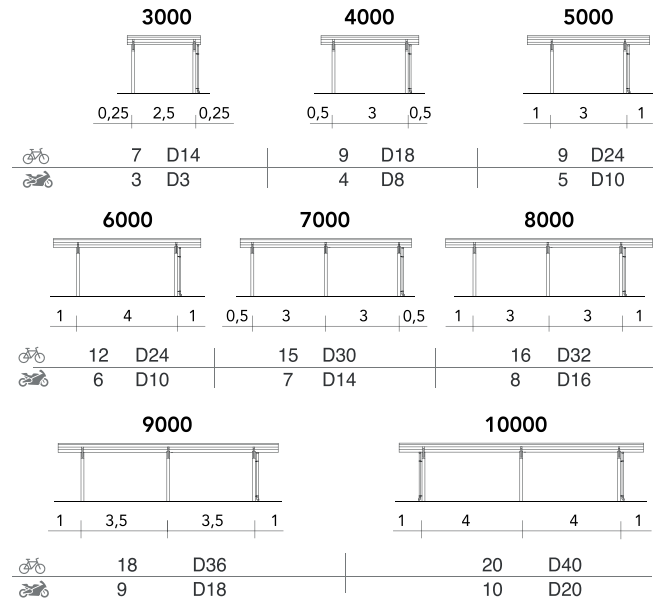 3000 4000 5000
0,25 2,5 0,25 0,5 3 0,5 1 3 1
7 D14 9 D18 9 D24
3 D3 4 D8 5 D10
6000 7000 8000
1 4 1 0,5 3 3 0,5 1 3 3 1
12 D24 15 D30 16 D32
6 D10 7 D14 8 D16
9000 10000
1 3,5 3,5 1 1 4 4 1
18 D36 20 D40
9 D18 10 D20